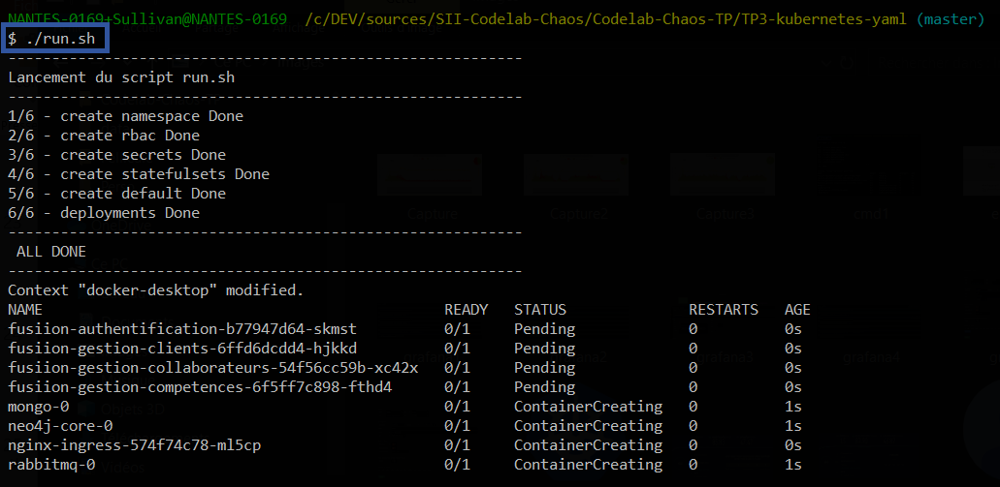 NANTES-0169+Sullivan@NANTES-0169 /c/DEV/sources/SII-Codelab-Chaos/Codelab-Chaos-TP/TP3-kubernetes-yaml (master)
$ ./run.sh
-----------------------------------------------------------
Lancement du script run.sh
-----------------------------------------------------------
1/6 - create namespace Done
2/6 - create rbac Done
3/6 - create secrets Done
4/6 - create statefulsets Done
5/6 - create default Done
6/6 - deployments Done
-----------------------------------------------------------
ALL DONE
-----------------------------------------------------------
Context "docker-desktop" modified.
NAME READY STATUS RESTARTS AGE
fusiion-authentification-b77947d64-skmst 0/1 Pending 0 0s
fusiion-gestion-clients-6ffd6dcdd4-hjkkd 0/1 Pending 0 0s
fusiion-gestion-collaborateurs-54f56cc59b-xc42x 0/1 Pending 0 0s
fusiion-gestion-competences-6f5ff7c898-fthd4 0/1 Pending 0 0s
mongo-0 0/1 ContainerCreating 0 1s
neo4j-core-0 0/1 ContainerCreating 0 1s
nginx-ingress-574f74c78-ml5cp 0/1 ContainerCreating 0 0s
rabbitmq-0 0/1 ContainerCreating 0 1s